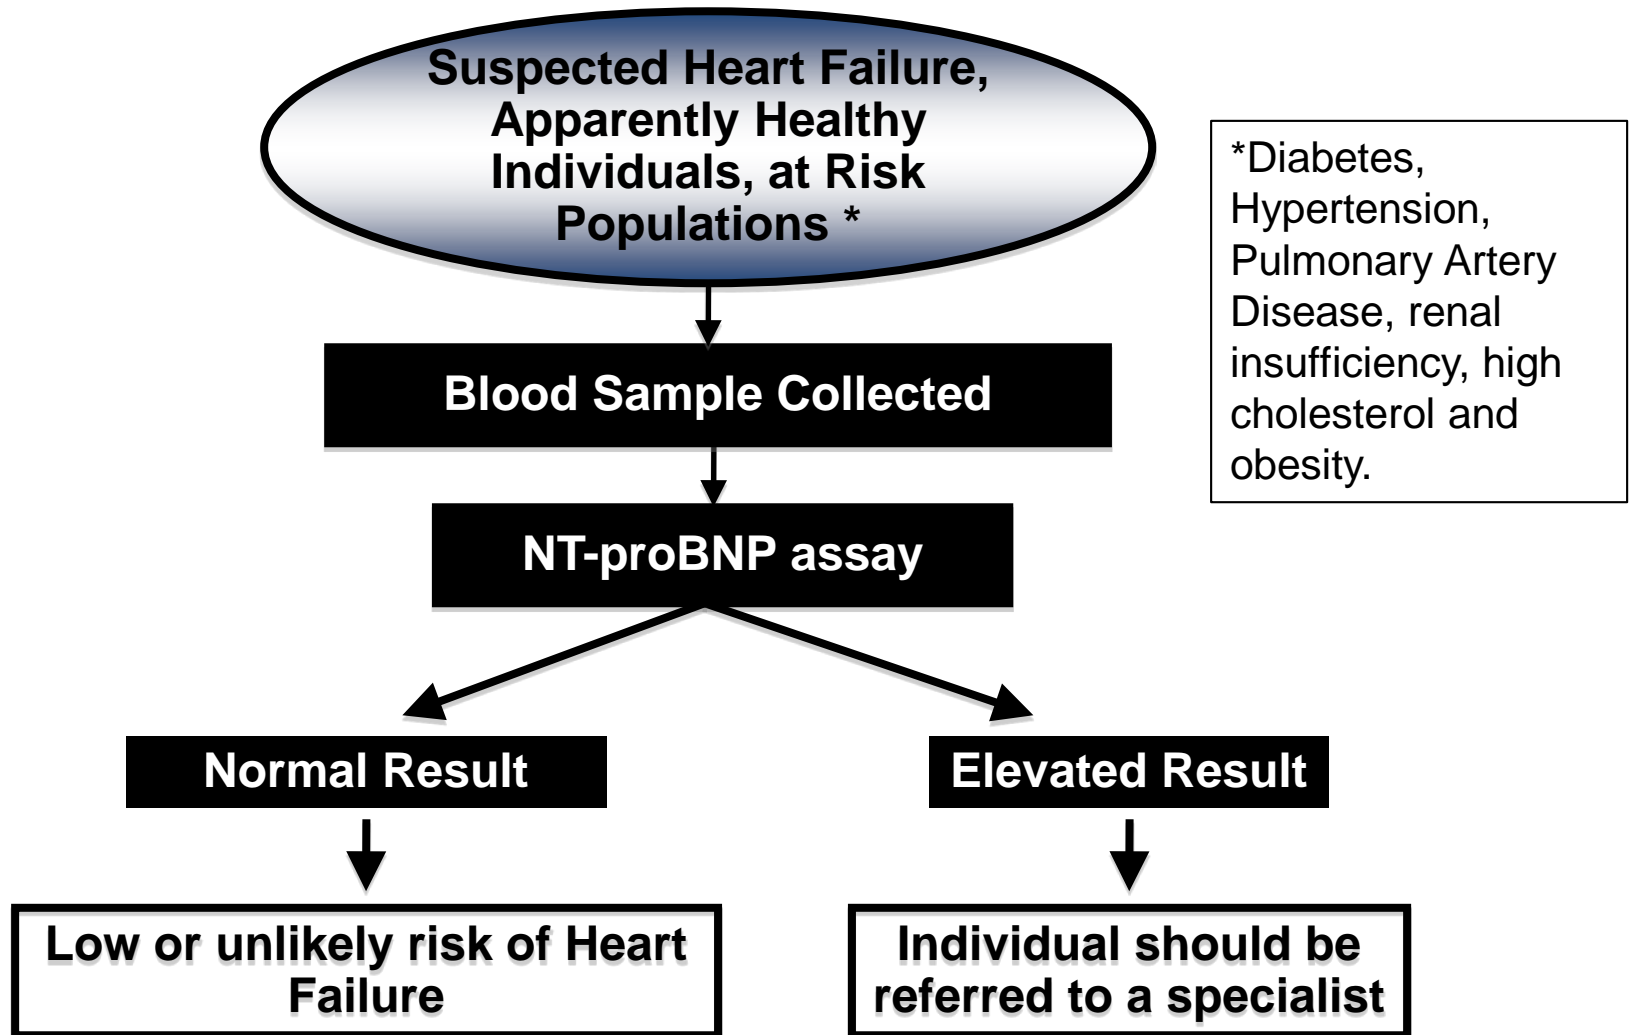 Suspected Heart Failure,
Apparently Healthy
Individuals, at Risk
Populations *
*Diabetes,
Hypertension,
Pulmonary Artery
Disease, renal
insufficiency, high
cholesterol and
obesity.
Blood Sample Collected
NT-proBNP assay
Normal Result
Elevated Result
Low or unlikely risk of Heart
Failure
Individual should be
referred to a specialist